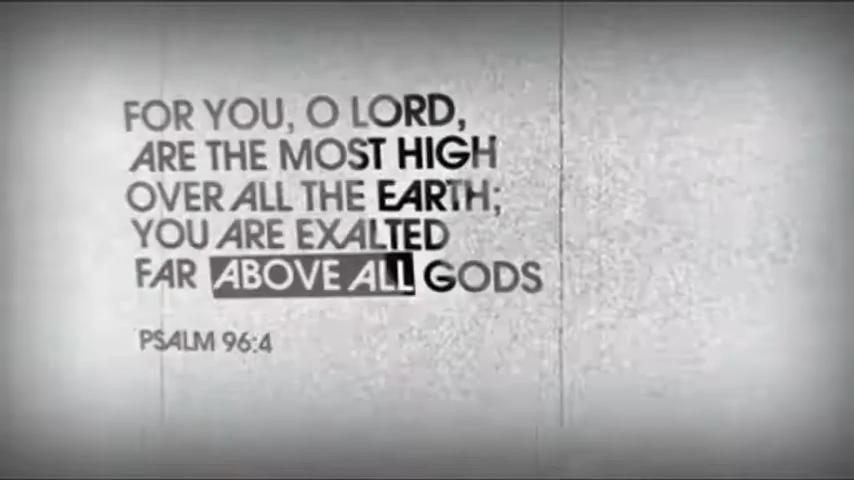 FOR YOU, O LORD,
ARE THE MOST HIGH
OVER ALL THE EARTH;
YOU ARE EXALTED
FAR ABOVE ALL GODS
PSALM 96:4